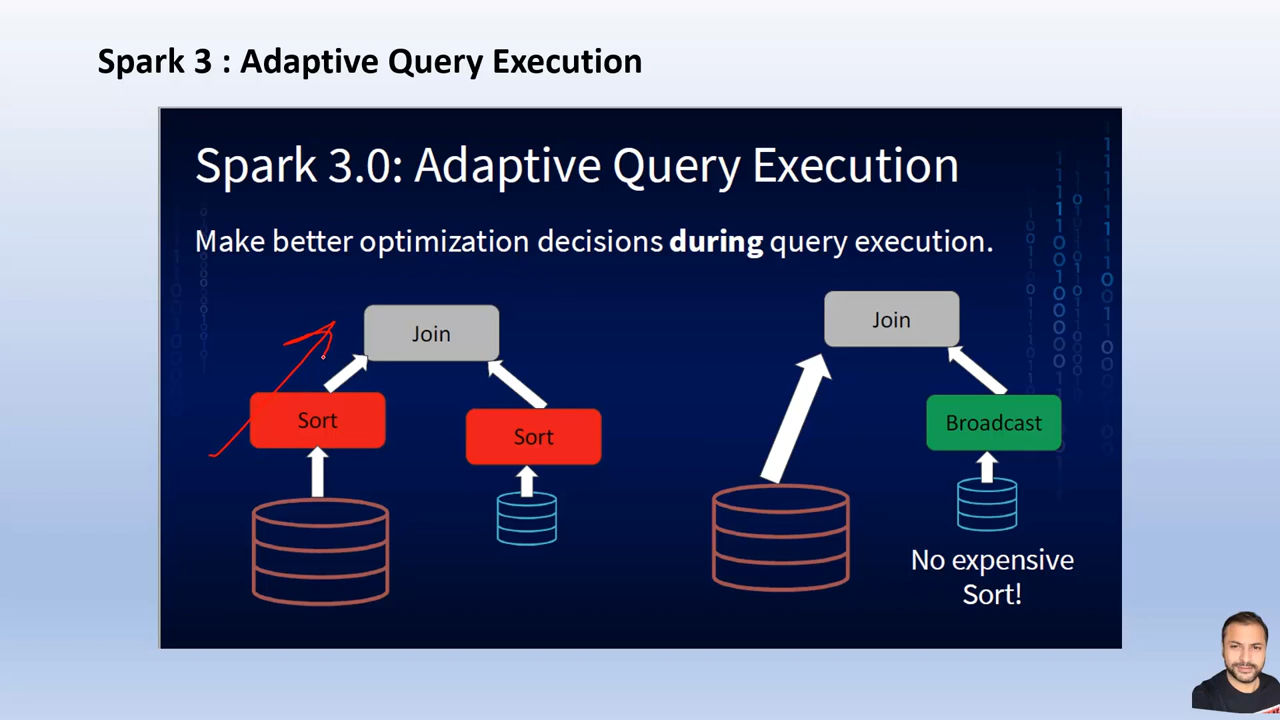 Spark 3 : Adaptive Query Execution
Spark 3.0: Adaptive Query Execution
Make better optimization decisions during query execution.
Join
Sort
Sort
Join
Broadcast
No expensive
Sort!